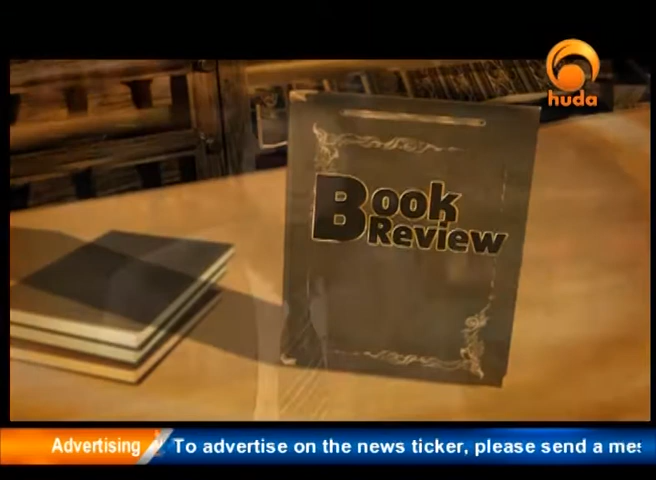 huda
Book
Review
Advertising
To advertise on the news ticker, please send a mes